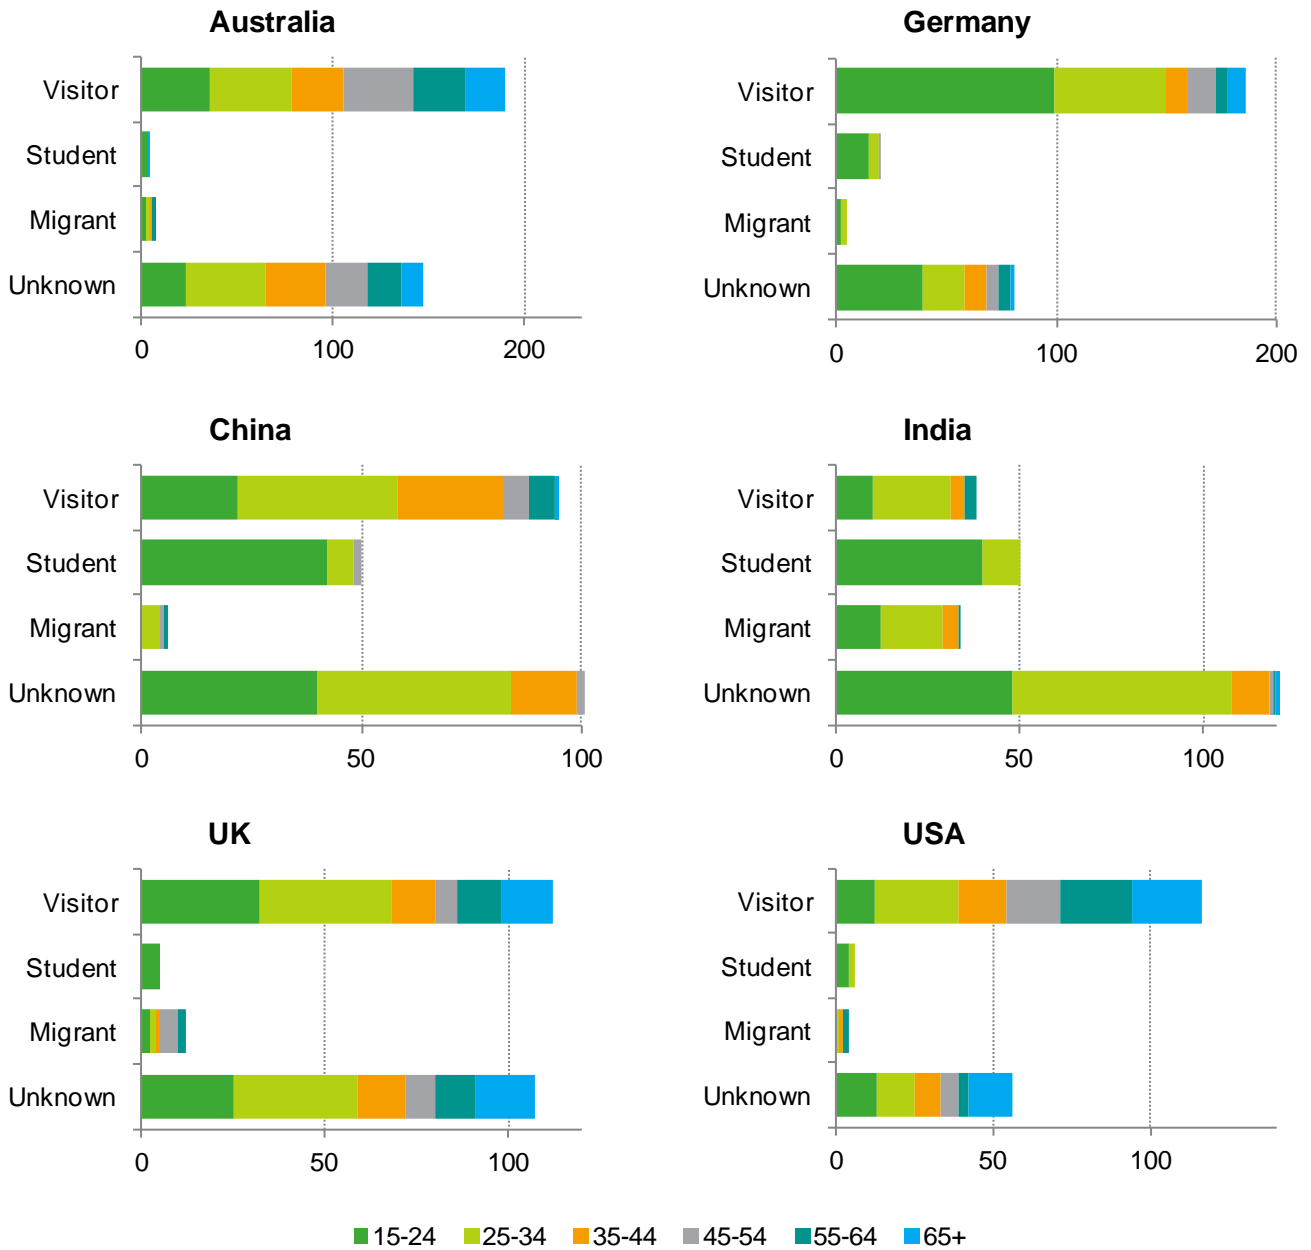 Australia
Visitor
Student
Migrant
Unknown
0 100 200
Germany
Visitor
Student
Migrant
Unknown
0 100 200
China
Visitor
Student
Migrant
Unknown
0 50 100
India
Visitor
Student
Migrant
Unknown
0 50 100
UK
Visitor
Student
Migrant
Unknown
0 50 100
USA
Visitor
Student
Migrant
Unknown
0 50 100
15-24 25-34 35-44 45-54 55-64 65+